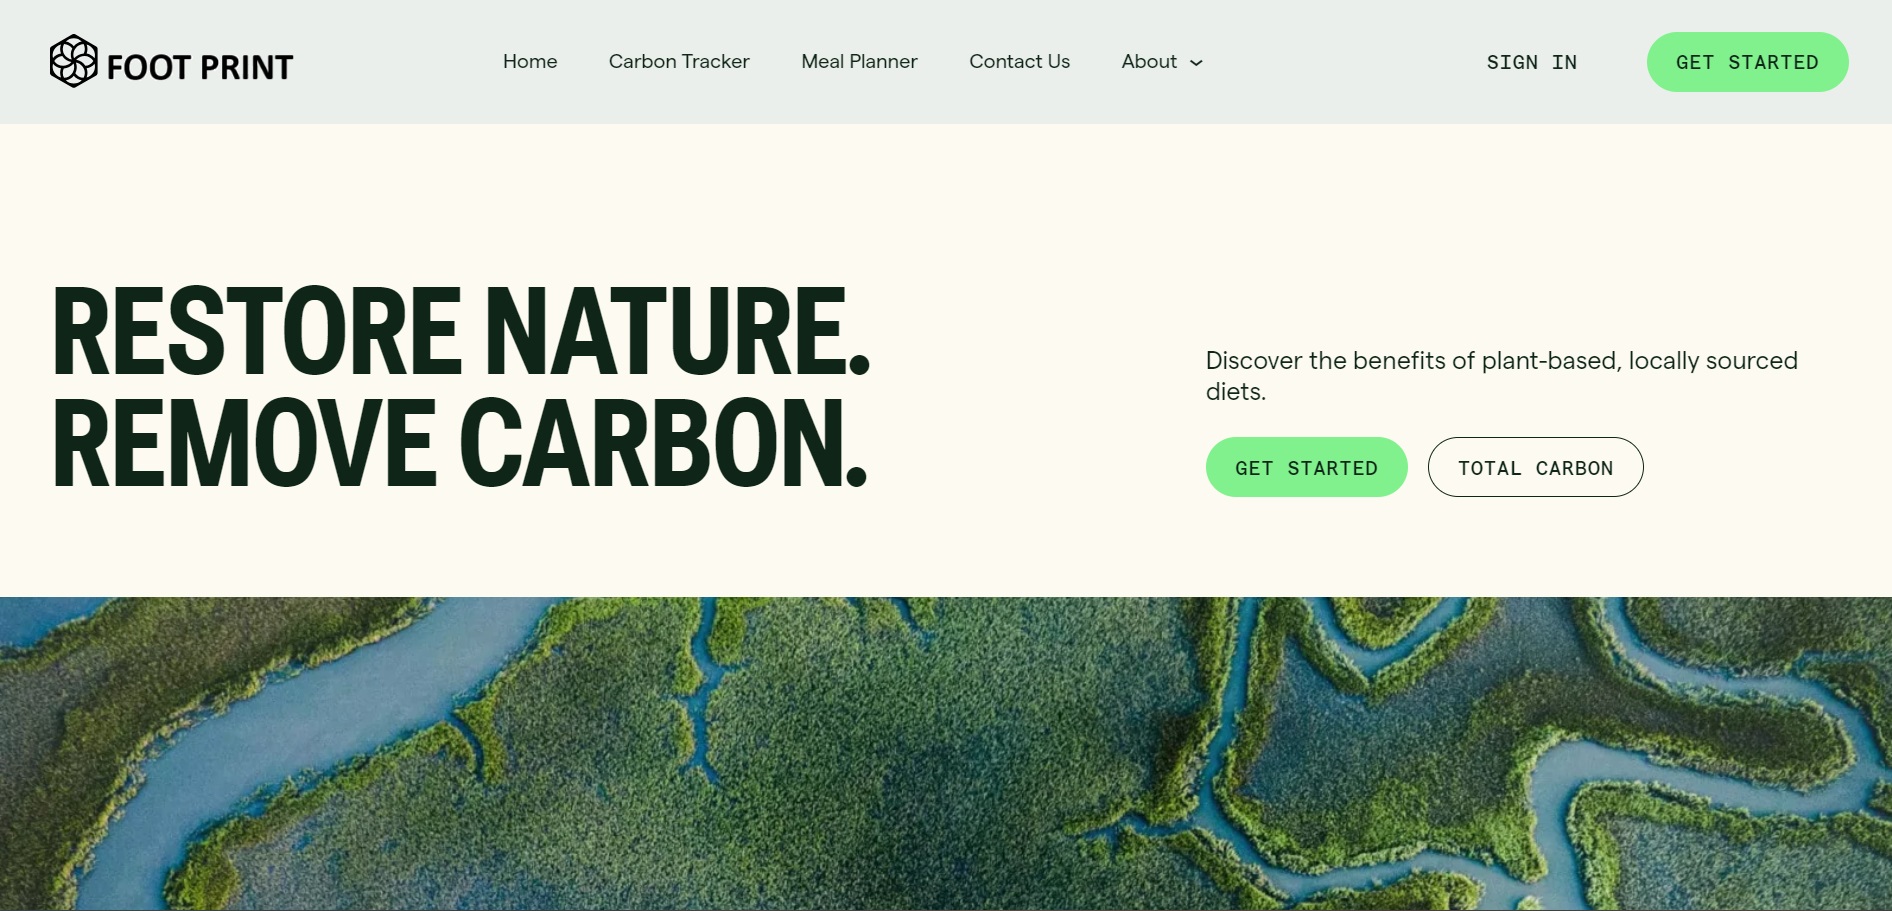 FOOT PRINT
Home
Carbon Tracker
Meal Planner
Contact Us
About
SIGN IN
GET STARTED
RESTORE NATURE.
REMOVE CARBON.
Discover the benefits of plant-based, locally sourced
diets.
GET STARTED
TOTAL CARBON